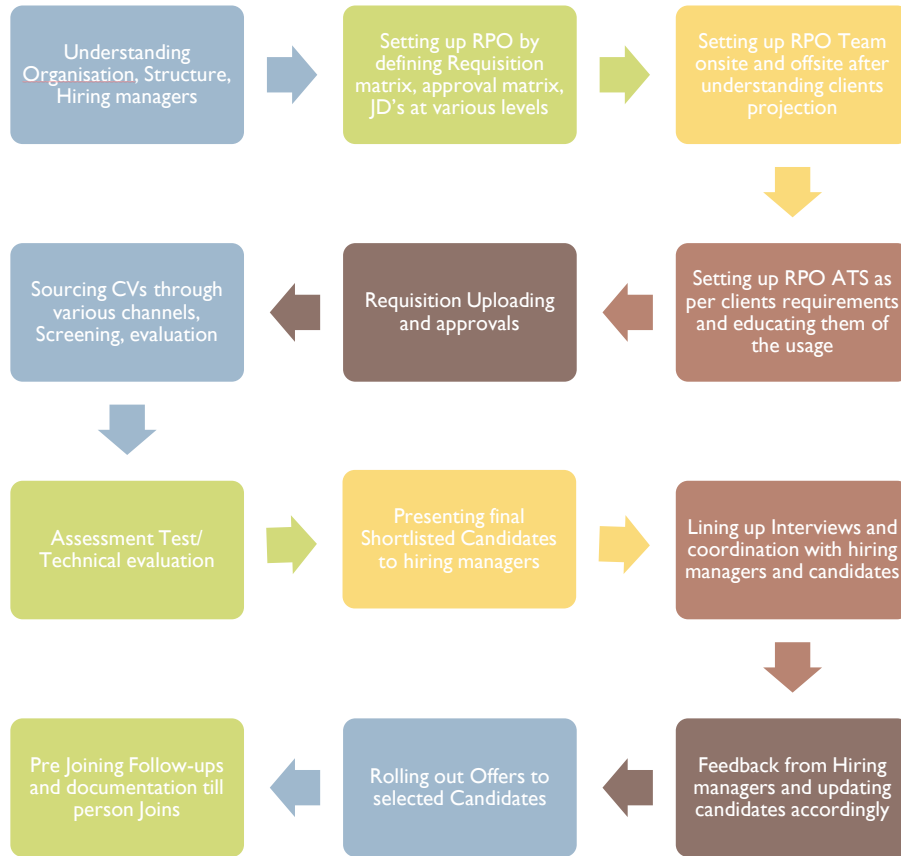 Understanding
Organisation, Structure,
Hiring managers
Setting up RPO by
defining Requisition
matrix, approval matrix,
JD's at various levels
Setting up RPO Team
onsite and offsite after
understanding clients
projection
Sourcing CVs through
various channels,
Screening, evaluation
Requisition Uploading
and approvals
Setting up RPO ATS as
per clients requirements
and educating them of
the usage
Assessment Test/
Technical evaluation
Presenting final
Shortlisted Candidates
to hiring managers
Lining up Interviews and
coordination with hiring
managers and candidates
Pre Joining Follow-ups
and documentation till
person Joins
Rolling out Offers to
selected Candidates
Feedback from Hiring
managers and updating
candidates accordingly